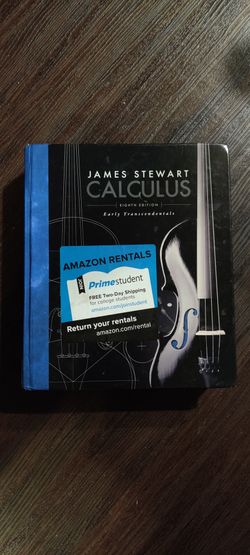 JAMES STEWART
CALCULUS
EIGHTH EDITION
Early Transcendentals
AMAZON RENTALS
Prime student
FREE Two-Day Shipping
for college students
amazon.com/joinstudent
Return your rentals
amazon.com/rental